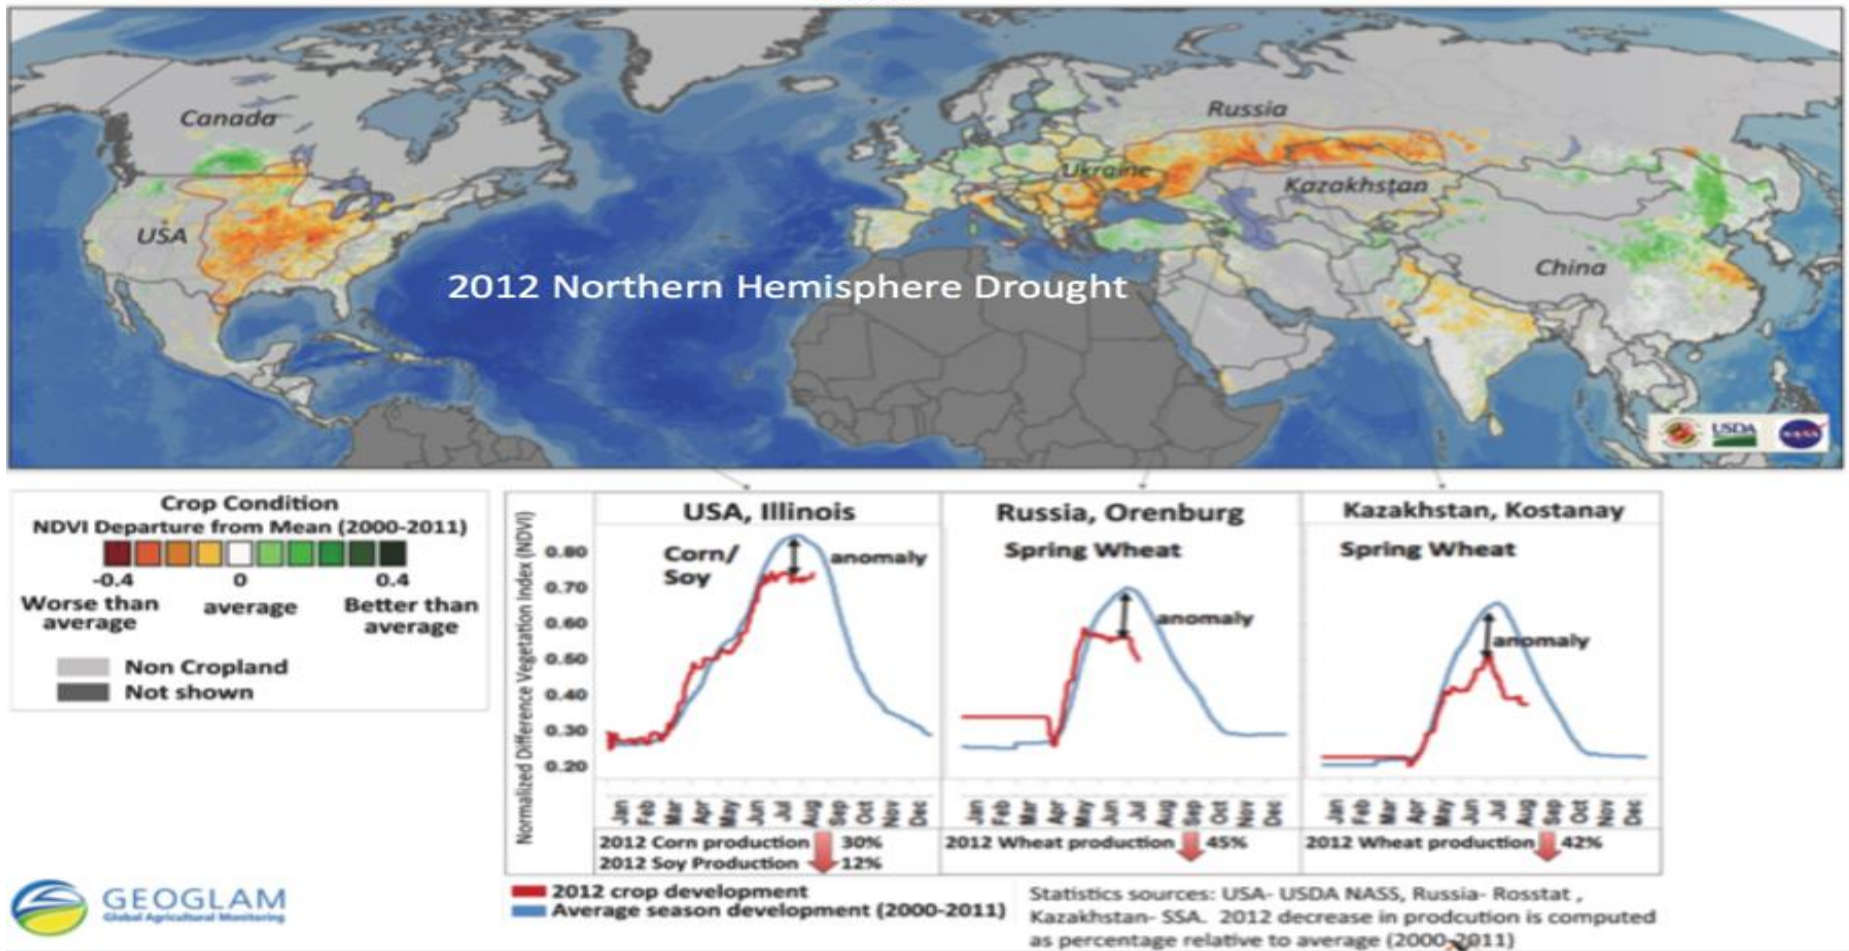 Canada
Russia
Ukraine
Kazakhstan
USA
China
2012 Northern Hemisphere Drought
USDA
NASA
Crop Condition
NDVI Departure from Mean (2000-2011)
-0.4 0 0.4
Worse than average
average
Better than average
Non Cropland
Not shown
GEOGLAM
Global Agricultural Monitoring
Normalized Difference Vegetation Index (NDVI)
0.80
0.70
0.60
0.50
0.40
0.30
0.20
USA, Illinois
Corn/
Soy
anomaly
Jan Feb Mar Apr May Jun Jul Aug Sep Oct Nov Dec
2012 Corn production 30%
2012 Soy Production 12%
Russia, Orenburg
Spring Wheat
anomaly
Jan Feb Mar Apr May Jun Jul Aug Sep Oct Nov Dec
2012 Wheat production 45%
Kazakhstan, Kostanay
Spring Wheat
anomaly
Jan Feb Mar Apr May Jun Jul Aug Sep Oct Nov Dec
2012 Wheat production 42%
2012 crop development
Average season development (2000-2011)
Statistics sources: USA- USDA NASS, Russia- Rosstat ,
Kazakhstan- SSA. 2012 decrease in prodcution is computed
as percentage relative to average (2000-2011)